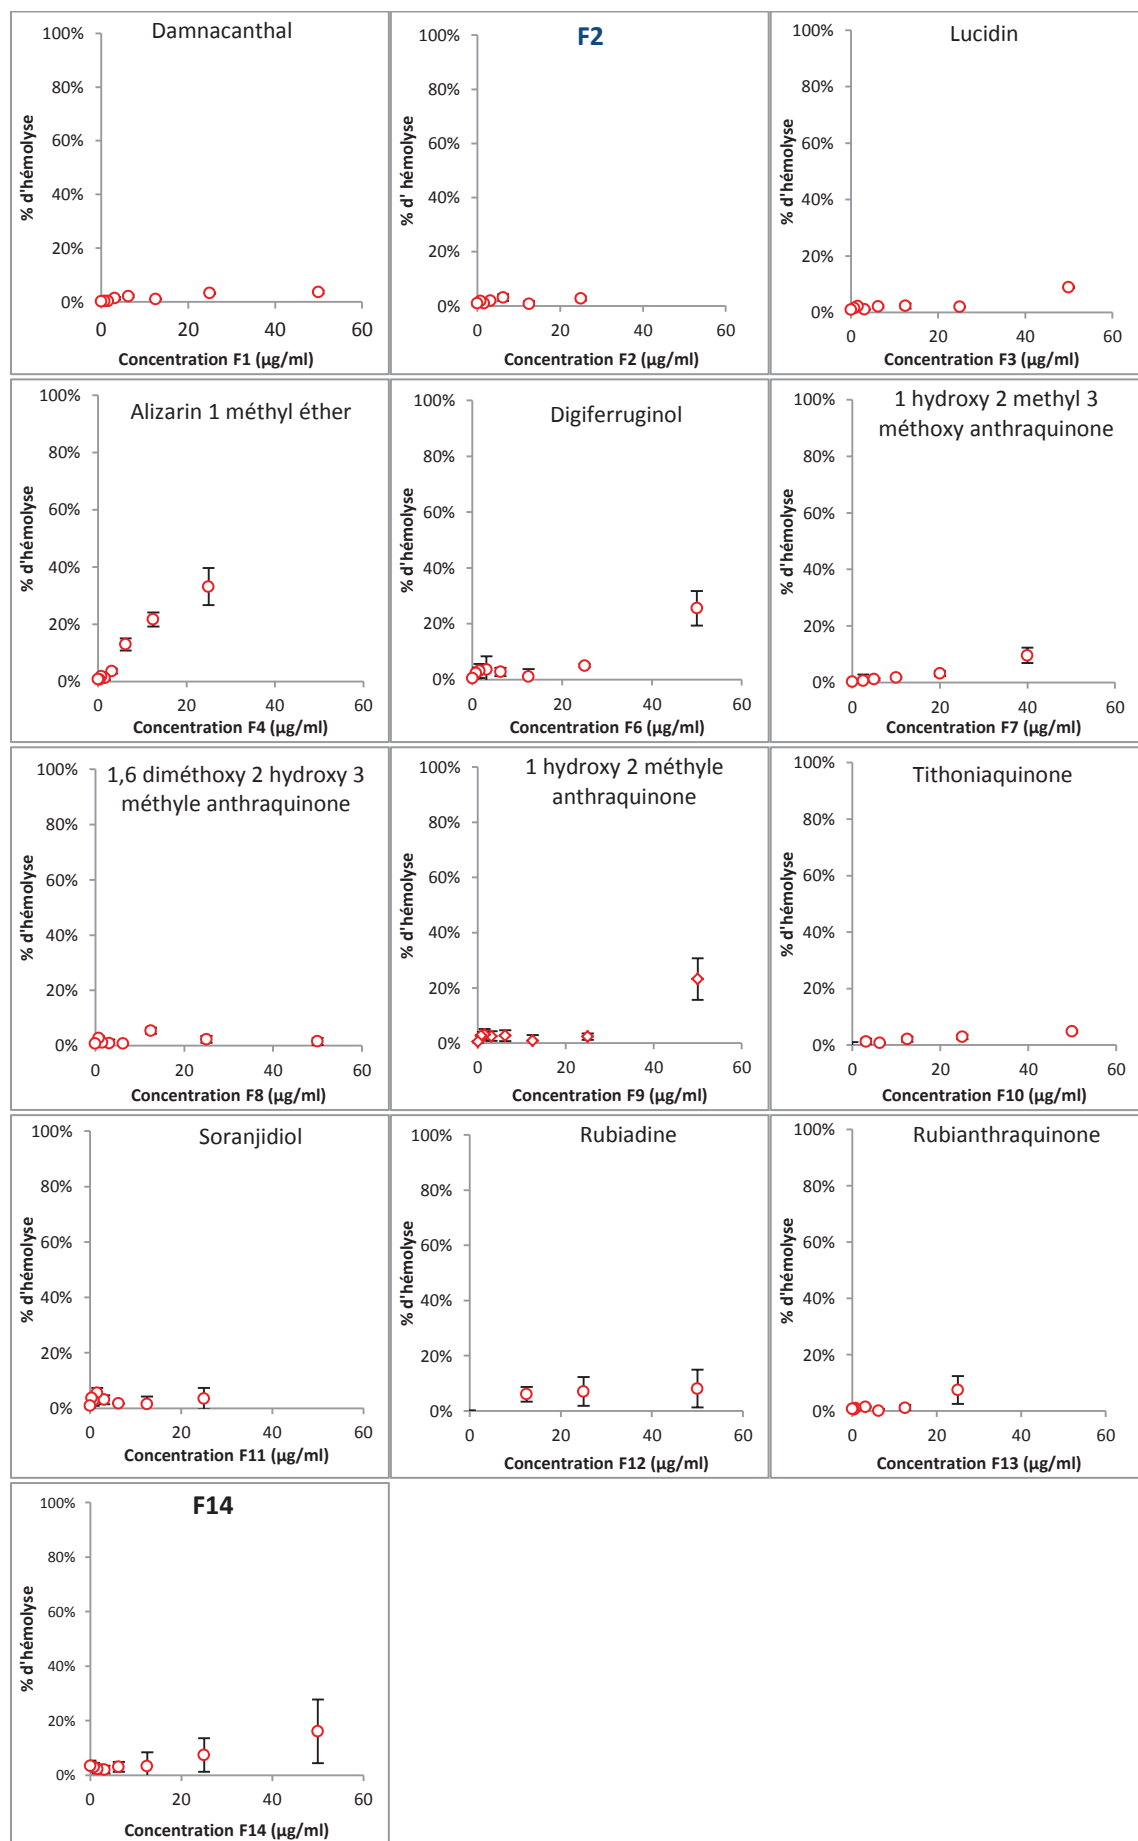 Damnacanthal
100%
80%
60%
40%
20%
0%
% d'hémolyse
0 20 40 60
Concentration F1 (µg/ml)
F2
100%
80%
60%
40%
20%
0%
% d' hémolyse
0 20 40 60
Concentration F2 (µg/ml)
Lucidin
100%
80%
60%
40%
20%
0%
% d'hémolyse
0 20 40 60
Concentration F3 (µg/ml)
Alizarin 1 méthyl éther
100%
80%
60%
40%
20%
0%
% d'hémolyse
0 20 40 60
Concentration F4 (µg/ml)
Digiferruginol
100%
80%
60%
40%
20%
0%
% d'hémolyse
0 20 40 60
Concentration F6 (µg/ml)
1 hydroxy 2 methyl 3
méthoxy anthraquinone
100%
80%
60%
40%
20%
0%
% d'hémolyse
0 20 40 60
Concentration F7 (µg/ml)
1,6 diméthoxy 2 hydroxy 3
méthyle anthraquinone
100%
80%
60%
40%
20%
0%
% d'hémolyse
0 20 40 60
Concentration F8 (µg/ml)
1 hydroxy 2 méthyle
anthraquinone
100%
80%
60%
40%
20%
0%
% d'hémolyse
0 20 40 60
Concentration F9 (µg/ml)
Tithoniaquinone
100%
80%
60%
40%
20%
0%
% d'hémolyse
0 20 40 60
Concentration F10 (µg/ml)
Soranjidiol
100%
80%
60%
40%
20%
0%
% d'hémolyse
0 20 40 60
Concentration F11 (µg/ml)
Rubiadine
100%
80%
60%
40%
20%
0%
% d'hémolyse
0 20 40 60
Concentration F12 (µg/ml)
Rubianthraquinone
100%
80%
60%
40%
20%
0%
% d'hémolyse
0 20 40 60
Concentration F13 (µg/ml)
F14
100%
80%
60%
40%
20%
0%
% d'hémolyse
0 20 40 60
Concentration F14 (µg/ml)